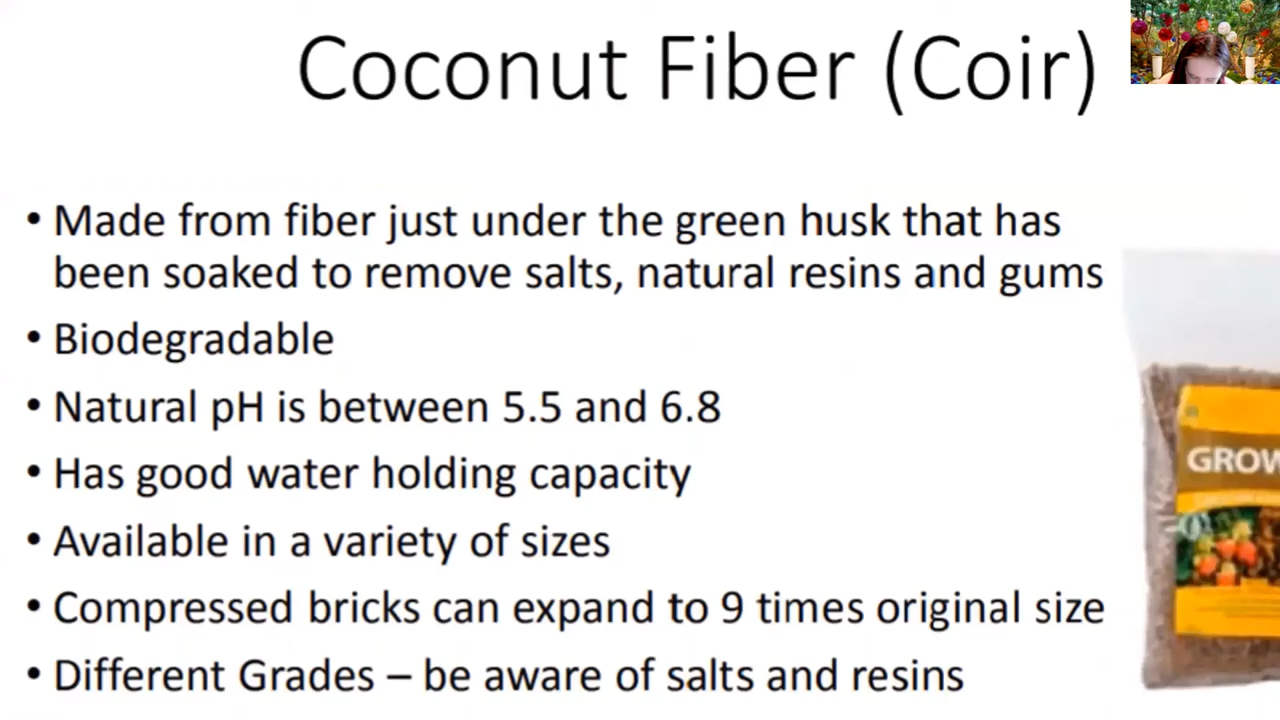 Coconut Fiber (Coir)
• Made from fiber just under the green husk that has
been soaked to remove salts, natural resins and gums
• Biodegradable
• Natural pH is between 5.5 and 6.8
• Has good water holding capacity
• Available in a variety of sizes
• Compressed bricks can expand to 9 times original size
• Different Grades – be aware of salts and resins
GROW